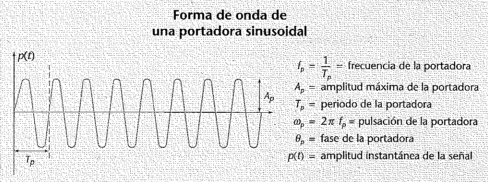 Forma de onda de
una portadora sinusoidal
p(t)
A_p
T_p
f_p = 1/T_p = frecuencia de la portadora
A_p = amplitud máxima de la portadora
T_p = periodo de la portadora
ω_p = 2π f_p = pulsación de la portadora
θ_p = fase de la portadora
p(t) = amplitud instantánea de la señal